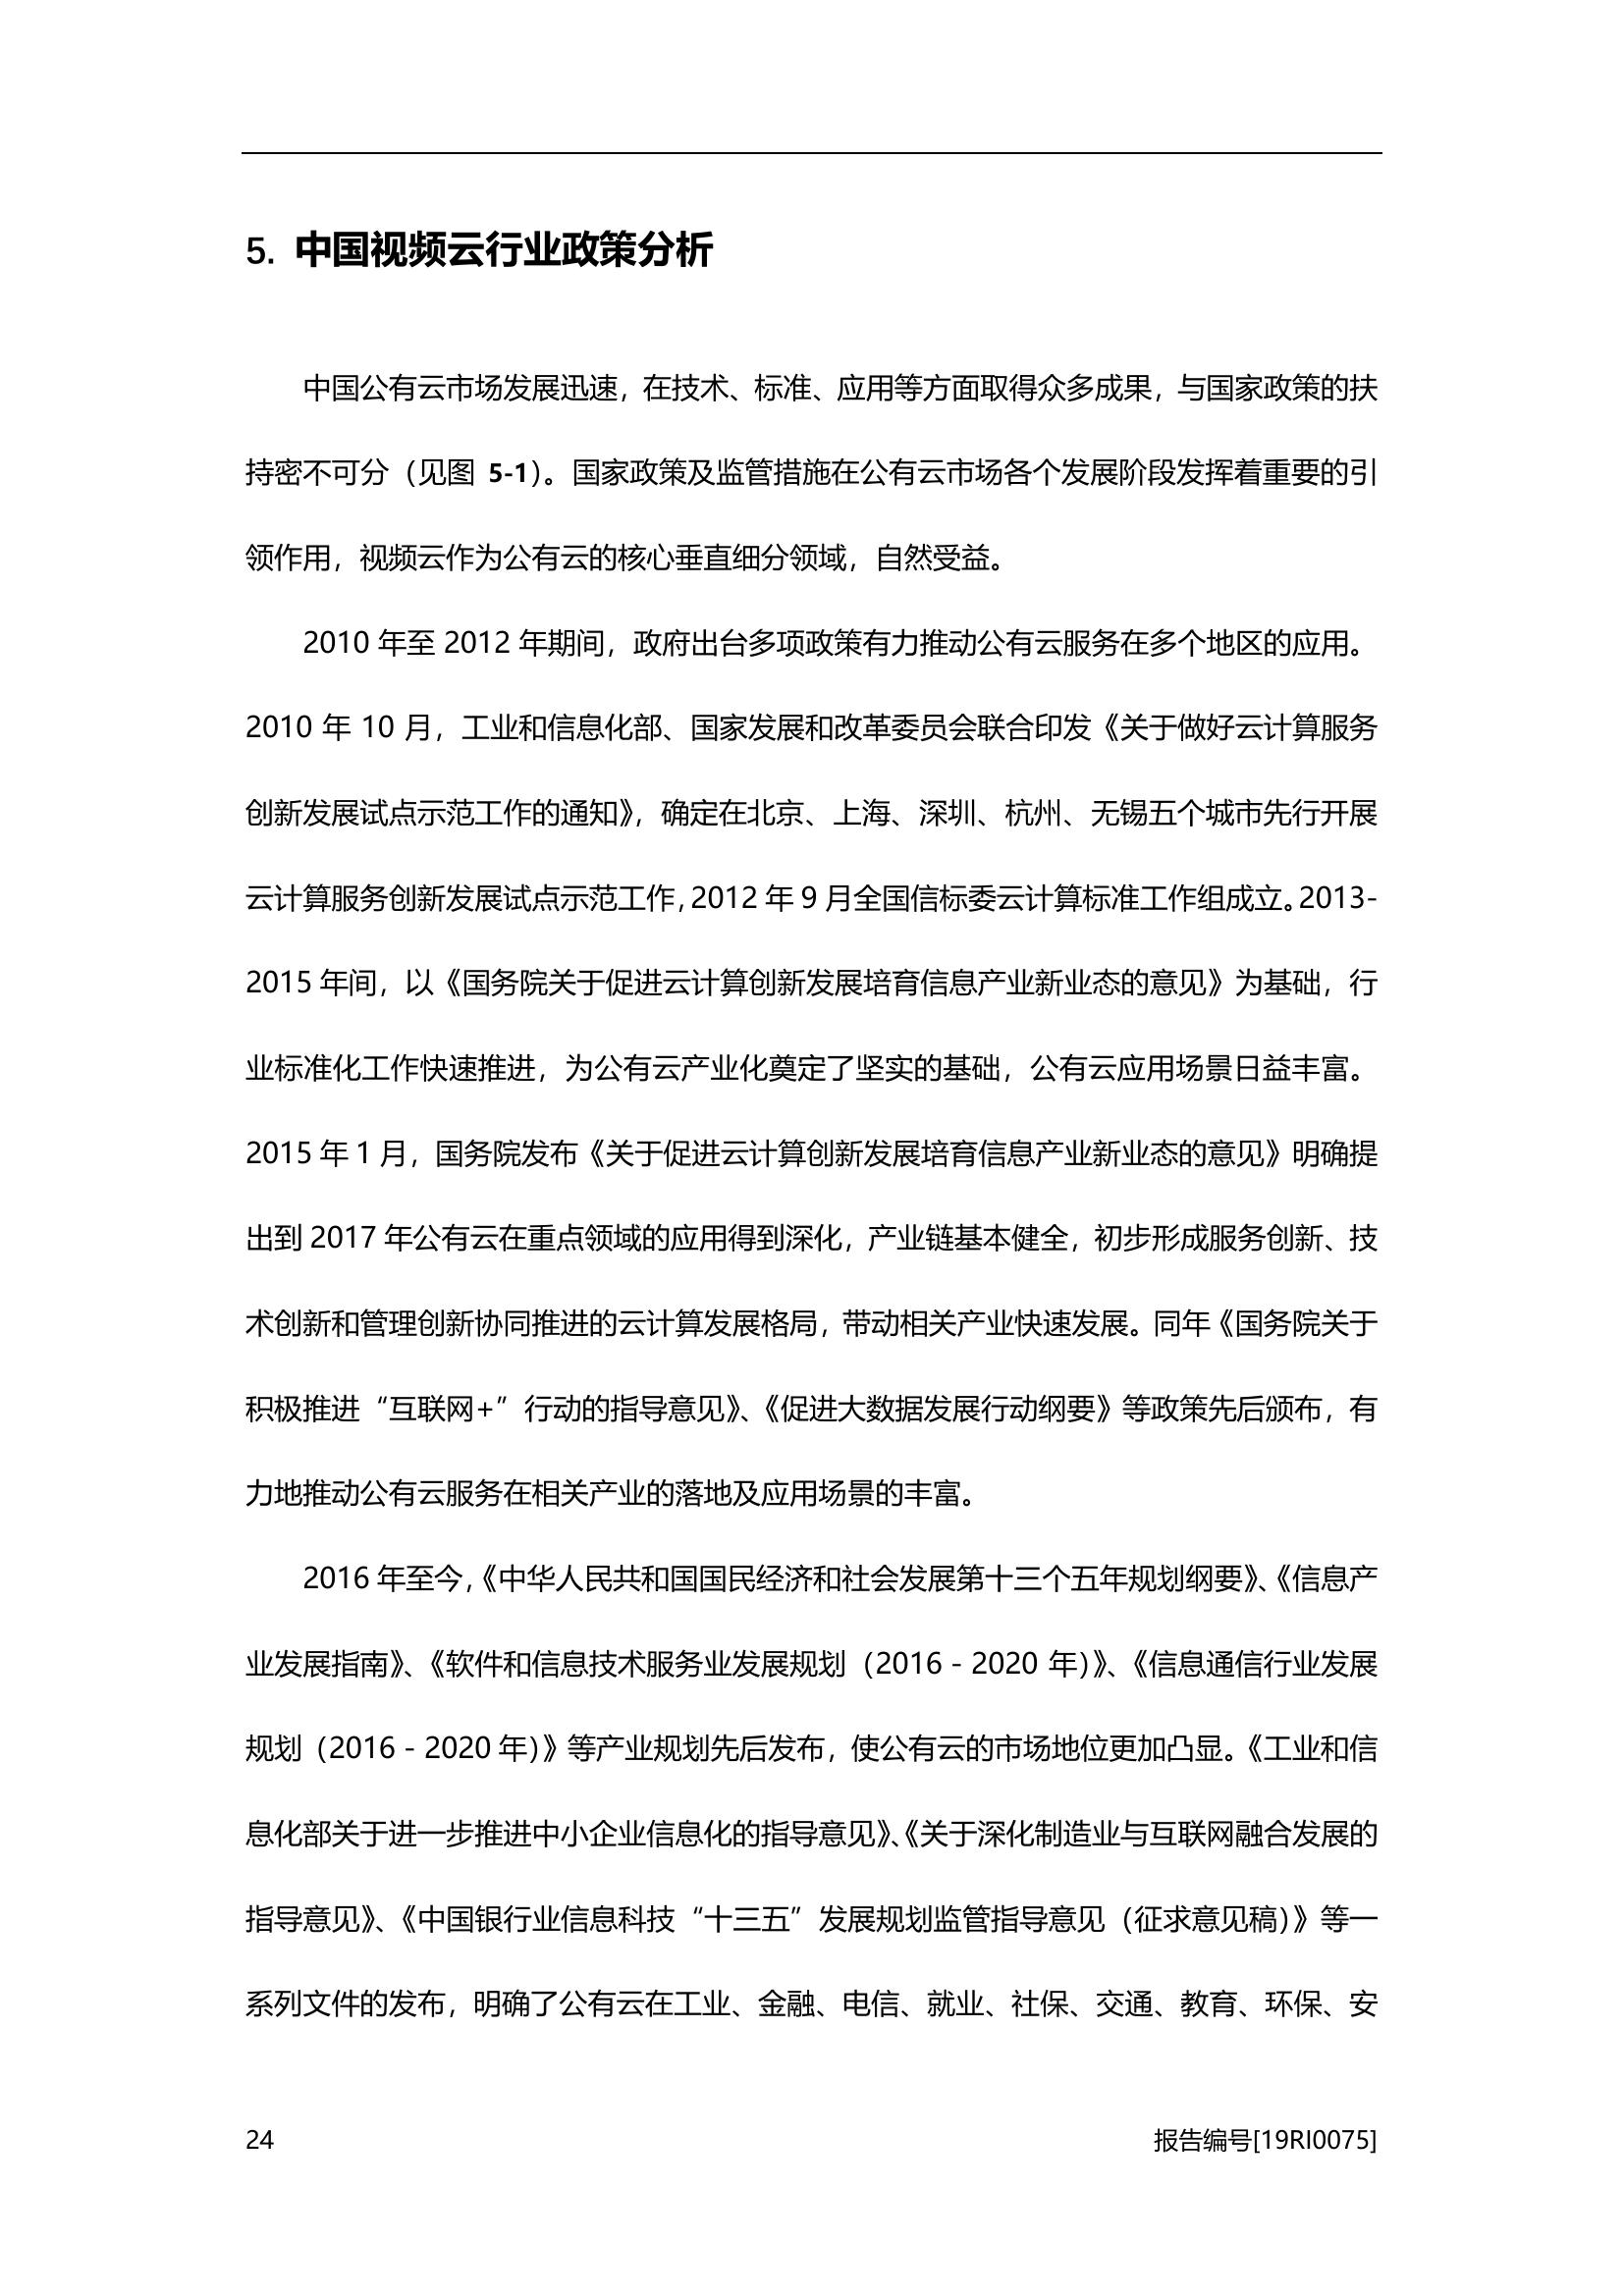 5. 中国视频云行业政策分析
中国公有云市场发展迅速，在技术、标准、应用等方面取得众多成果，与国家政策的扶
持密不可分（见图 5-1）。国家政策及监管措施在公有云市场各个发展阶段发挥着重要的引
领作用，视频云作为公有云的核心垂直细分领域，自然受益。
2010 年至 2012 年期间，政府出台多项政策有力推动公有云服务在多个地区的应用。
2010 年 10 月，工业和信息化部、国家发展和改革委员会联合印发《关于做好云计算服务
创新发展试点示范工作的通知》，确定在北京、上海、深圳、杭州、无锡五个城市先行开展
云计算服务创新发展试点示范工作，2012 年 9 月全国信标委云计算标准工作组成立。2013-
2015 年间，以《国务院关于促进云计算创新发展培育信息产业新业态的意见》为基础，行
业标准化工作快速推进，为公有云产业化奠定了坚实的基础，公有云应用场景日益丰富。
2015 年 1 月，国务院发布《关于促进云计算创新发展培育信息产业新业态的意见》明确提
出到 2017 年公有云在重点领域的应用得到深化，产业链基本健全，初步形成服务创新、技
术创新和管理创新协同推进的云计算发展格局，带动相关产业快速发展。同年《国务院关于
积极推进“互联网+”行动的指导意见》、《促进大数据发展行动纲要》等政策先后颁布，有
力地推动公有云服务在相关产业的落地及应用场景的丰富。
2016 年至今，《中华人民共和国国民经济和社会发展第十三个五年规划纲要》、《信息产
业发展指南》、《软件和信息技术服务业发展规划（2016 - 2020 年）》、《信息通信行业发展
规划（2016 - 2020 年）》等产业规划先后发布，使公有云的市场地位更加凸显。《工业和信
息化部关于进一步推进中小企业信息化的指导意见》、《关于深化制造业与互联网融合发展的
指导意见》、《中国银行业信息科技“十三五”发展规划监管指导意见（征求意见稿）》等一
系列文件的发布，明确了公有云在工业、金融、电信、就业、社保、交通、教育、环保、安
24 报告编号[19RI0075]